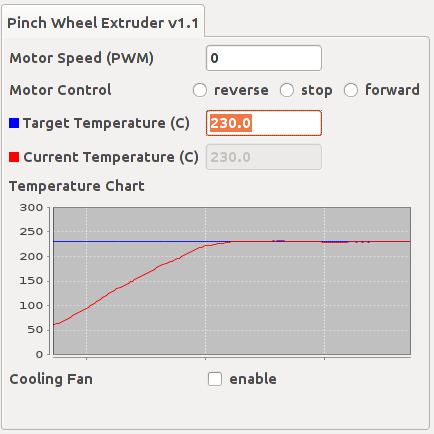 Pinch Wheel Extruder v1.1
Motor Speed (PWM) 0
Motor Control reverse stop forward
Target Temperature (C) 230.0
Current Temperature (C) 230.0
Temperature Chart
300
250
200
150
100
50
0
Cooling Fan enable